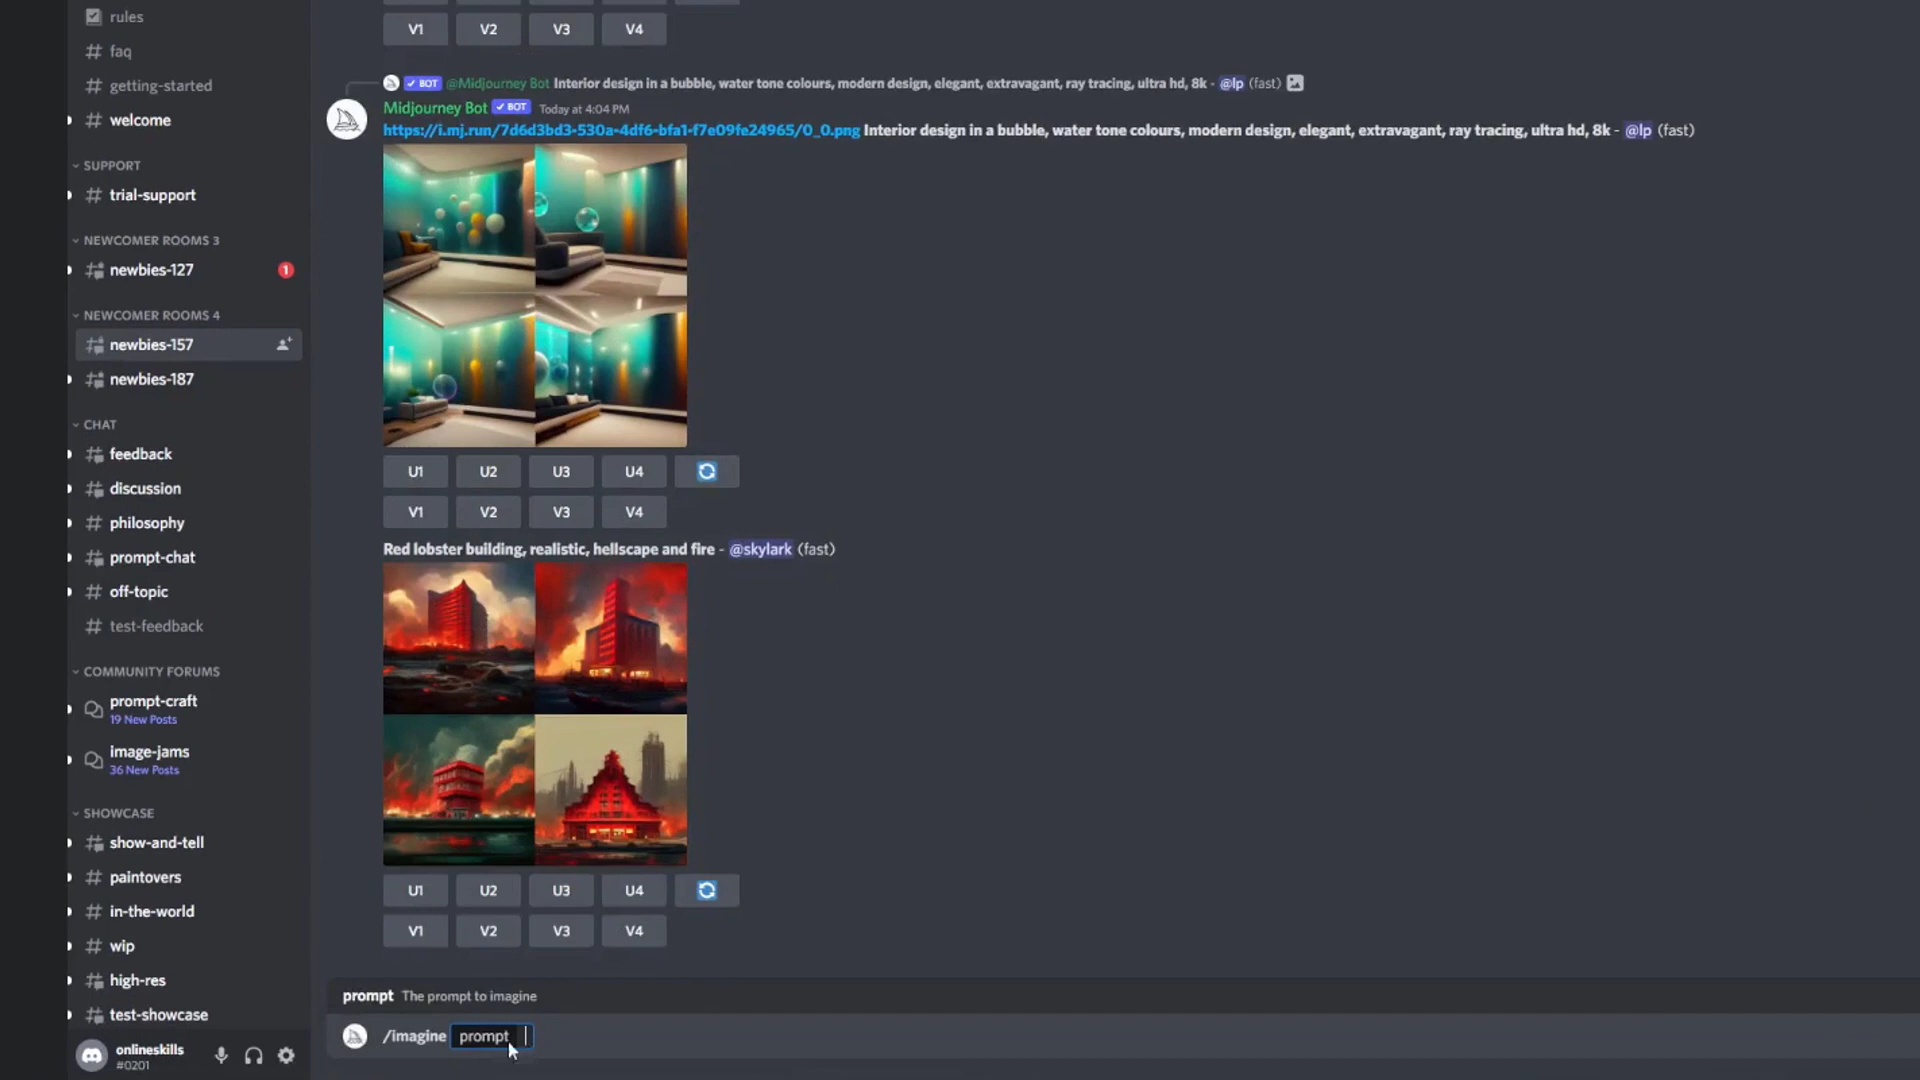 rules
faq
getting-started
welcome
SUPPORT
trial-support
NEWCOMER ROOMS 3
newbies-127
1
NEWCOMER ROOMS 4
newbies-157
newbies-187
CHAT
feedback
discussion
philosophy
prompt-chat
off-topic
test-feedback
COMMUNITY FORUMS
prompt-craft
19 New Posts
image-jams
36 New Posts
SHOWCASE
show-and-tell
paintovers
in-the-world
wip
high-res
test-showcase
onlineskills
#0201
V1 V2 V3 V4
BOT @Midjourney Bot Interior design in a bubble, water tone colours, modern design, elegant, extravagant, ray tracing, ultra hd, 8k - @lp (fast)
Midjourney Bot BOT Today at 4:04 PM
https://i.mj.run/7d6d3bd3-530a-4df6-bfa1-f7e09fe24965/0_0.png Interior design in a bubble, water tone colours, modern design, elegant, extravagant, ray tracing, ultra hd, 8k - @lp (fast)
U1 U2 U3 U4
V1 V2 V3 V4
Red lobster building, realistic, hellscape and fire - @skylark (fast)
U1 U2 U3 U4
V1 V2 V3 V4
prompt The prompt to imagine
/imagine prompt